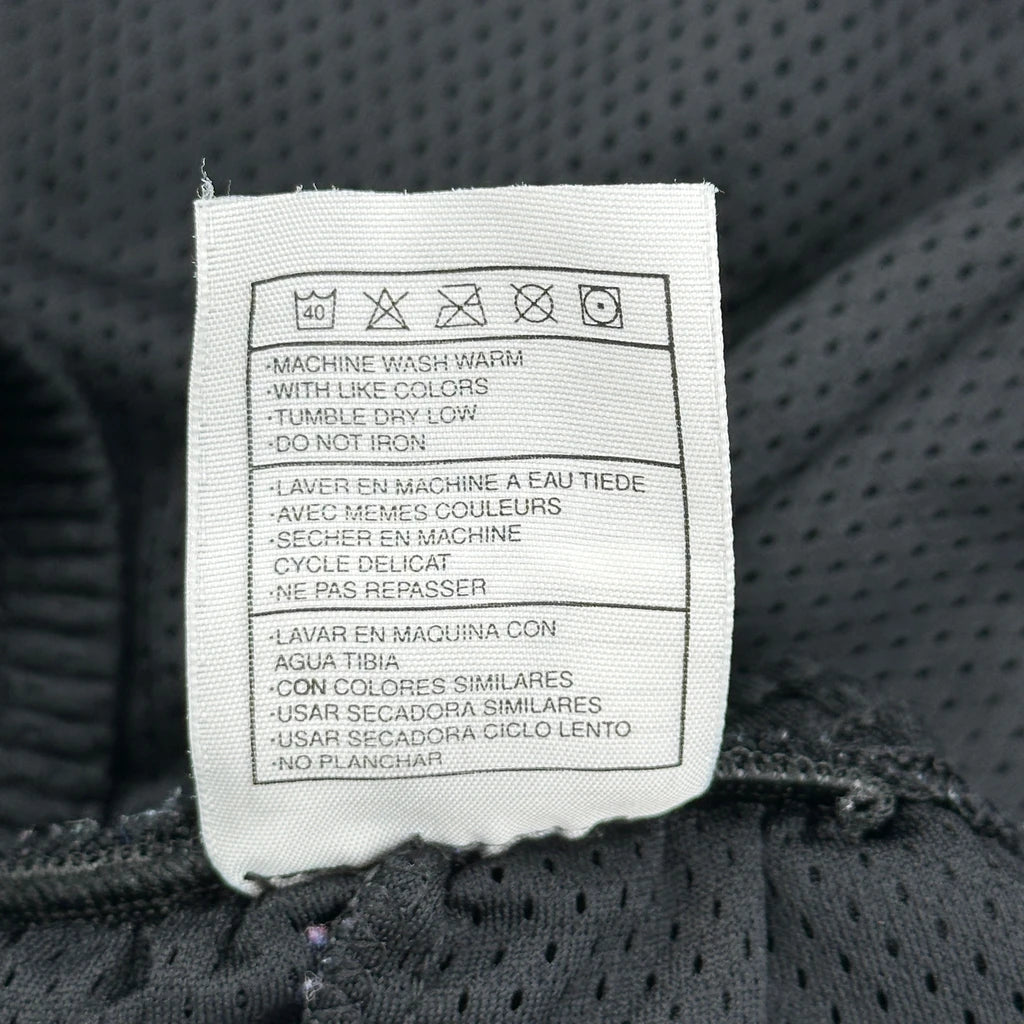 40
·MACHINE WASH WARM
·WITH LIKE COLORS
·TUMBLE DRY LOW
·DO NOT IRON
·LAVER EN MACHINE A EAU TIEDE
·AVEC MEMES COULEURS
·SECHER EN MACHINE
CYCLE DELICAT
·NE PAS REPASSER
·LAVAR EN MAQUINA CON
AGUA TIBIA
·CON COLORES SIMILARES
·USAR SECADORA SIMILARES
·USAR SECADORA CICLO LENTO
·NO PLANCHAR